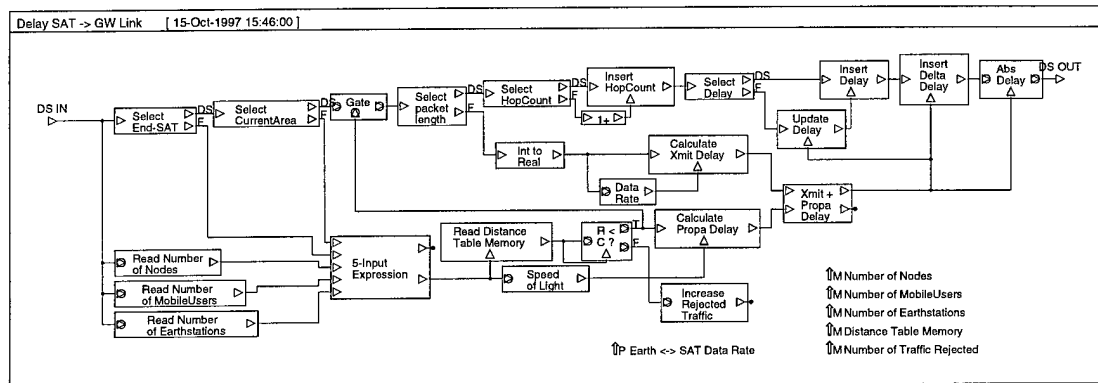 Delay SAT -> GW Link [ 15-Oct-1997 15:46:00 ]
DS IN
Select
End-SAT
DS
F
Select
CurrentArea
DS
F
Gate
Select
packet
length
DS
F
Select
HopCount
DS
F
Insert
HopCount
1+
Select
Delay
DS
F
Insert
Delay
Update
Delay
Insert
Delta
Delay
Abs
Delay
DS OUT
Int to
Real
Calculate
Xmit Delay
Data
Rate
Xmit +
Propa
Delay
Read Distance
Table Memory
R <
C ?
T
F
Calculate
Propa Delay
5-Input
Expression
Speed
of Light
Read Number
of Nodes
Read Number
of MobileUsers
Read Number
of Earthstations
Increase
Rejected
Traffic
⇑M Number of Nodes
⇑M Number of MobileUsers
⇑M Number of Earthstations
⇑M Distance Table Memory
⇑M Number of Traffic Rejected
⇑P Earth <-> SAT Data Rate